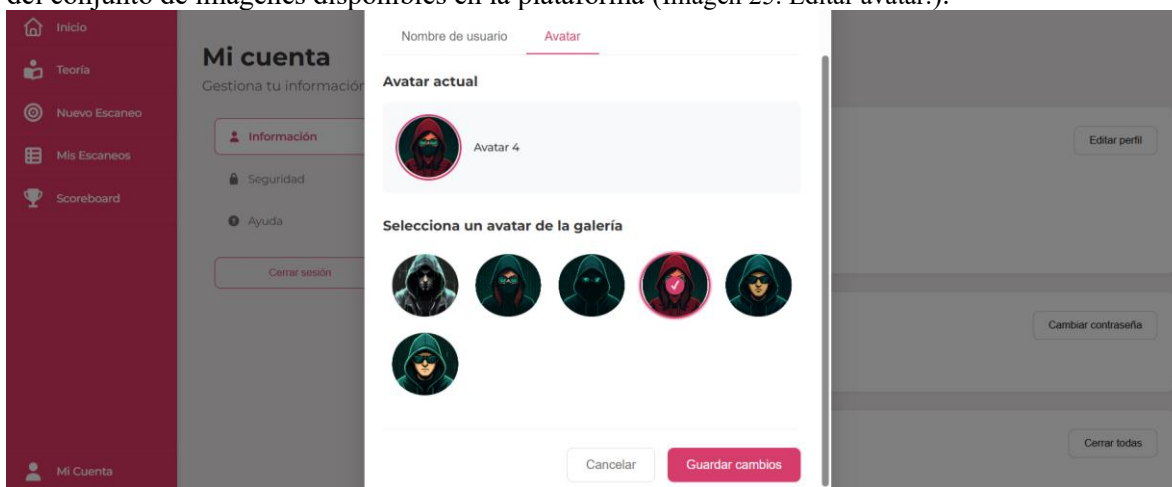 del conjunto de imágenes disponibles en la plataforma (Imagen 25. Editar avatar.).
Inicio
Teoría
Nuevo Escaneo
Mis Escaneos
Scoreboard
Mi Cuenta
Mi cuenta
Gestiona tu información
Información
Seguridad
Ayuda
Cerrar sesión
Nombre de usuario
Avatar
Avatar actual
Avatar 4
Selecciona un avatar de la galería
Cancelar
Guardar cambios
Editar perfil
Cambiar contraseña
Cerrar todas